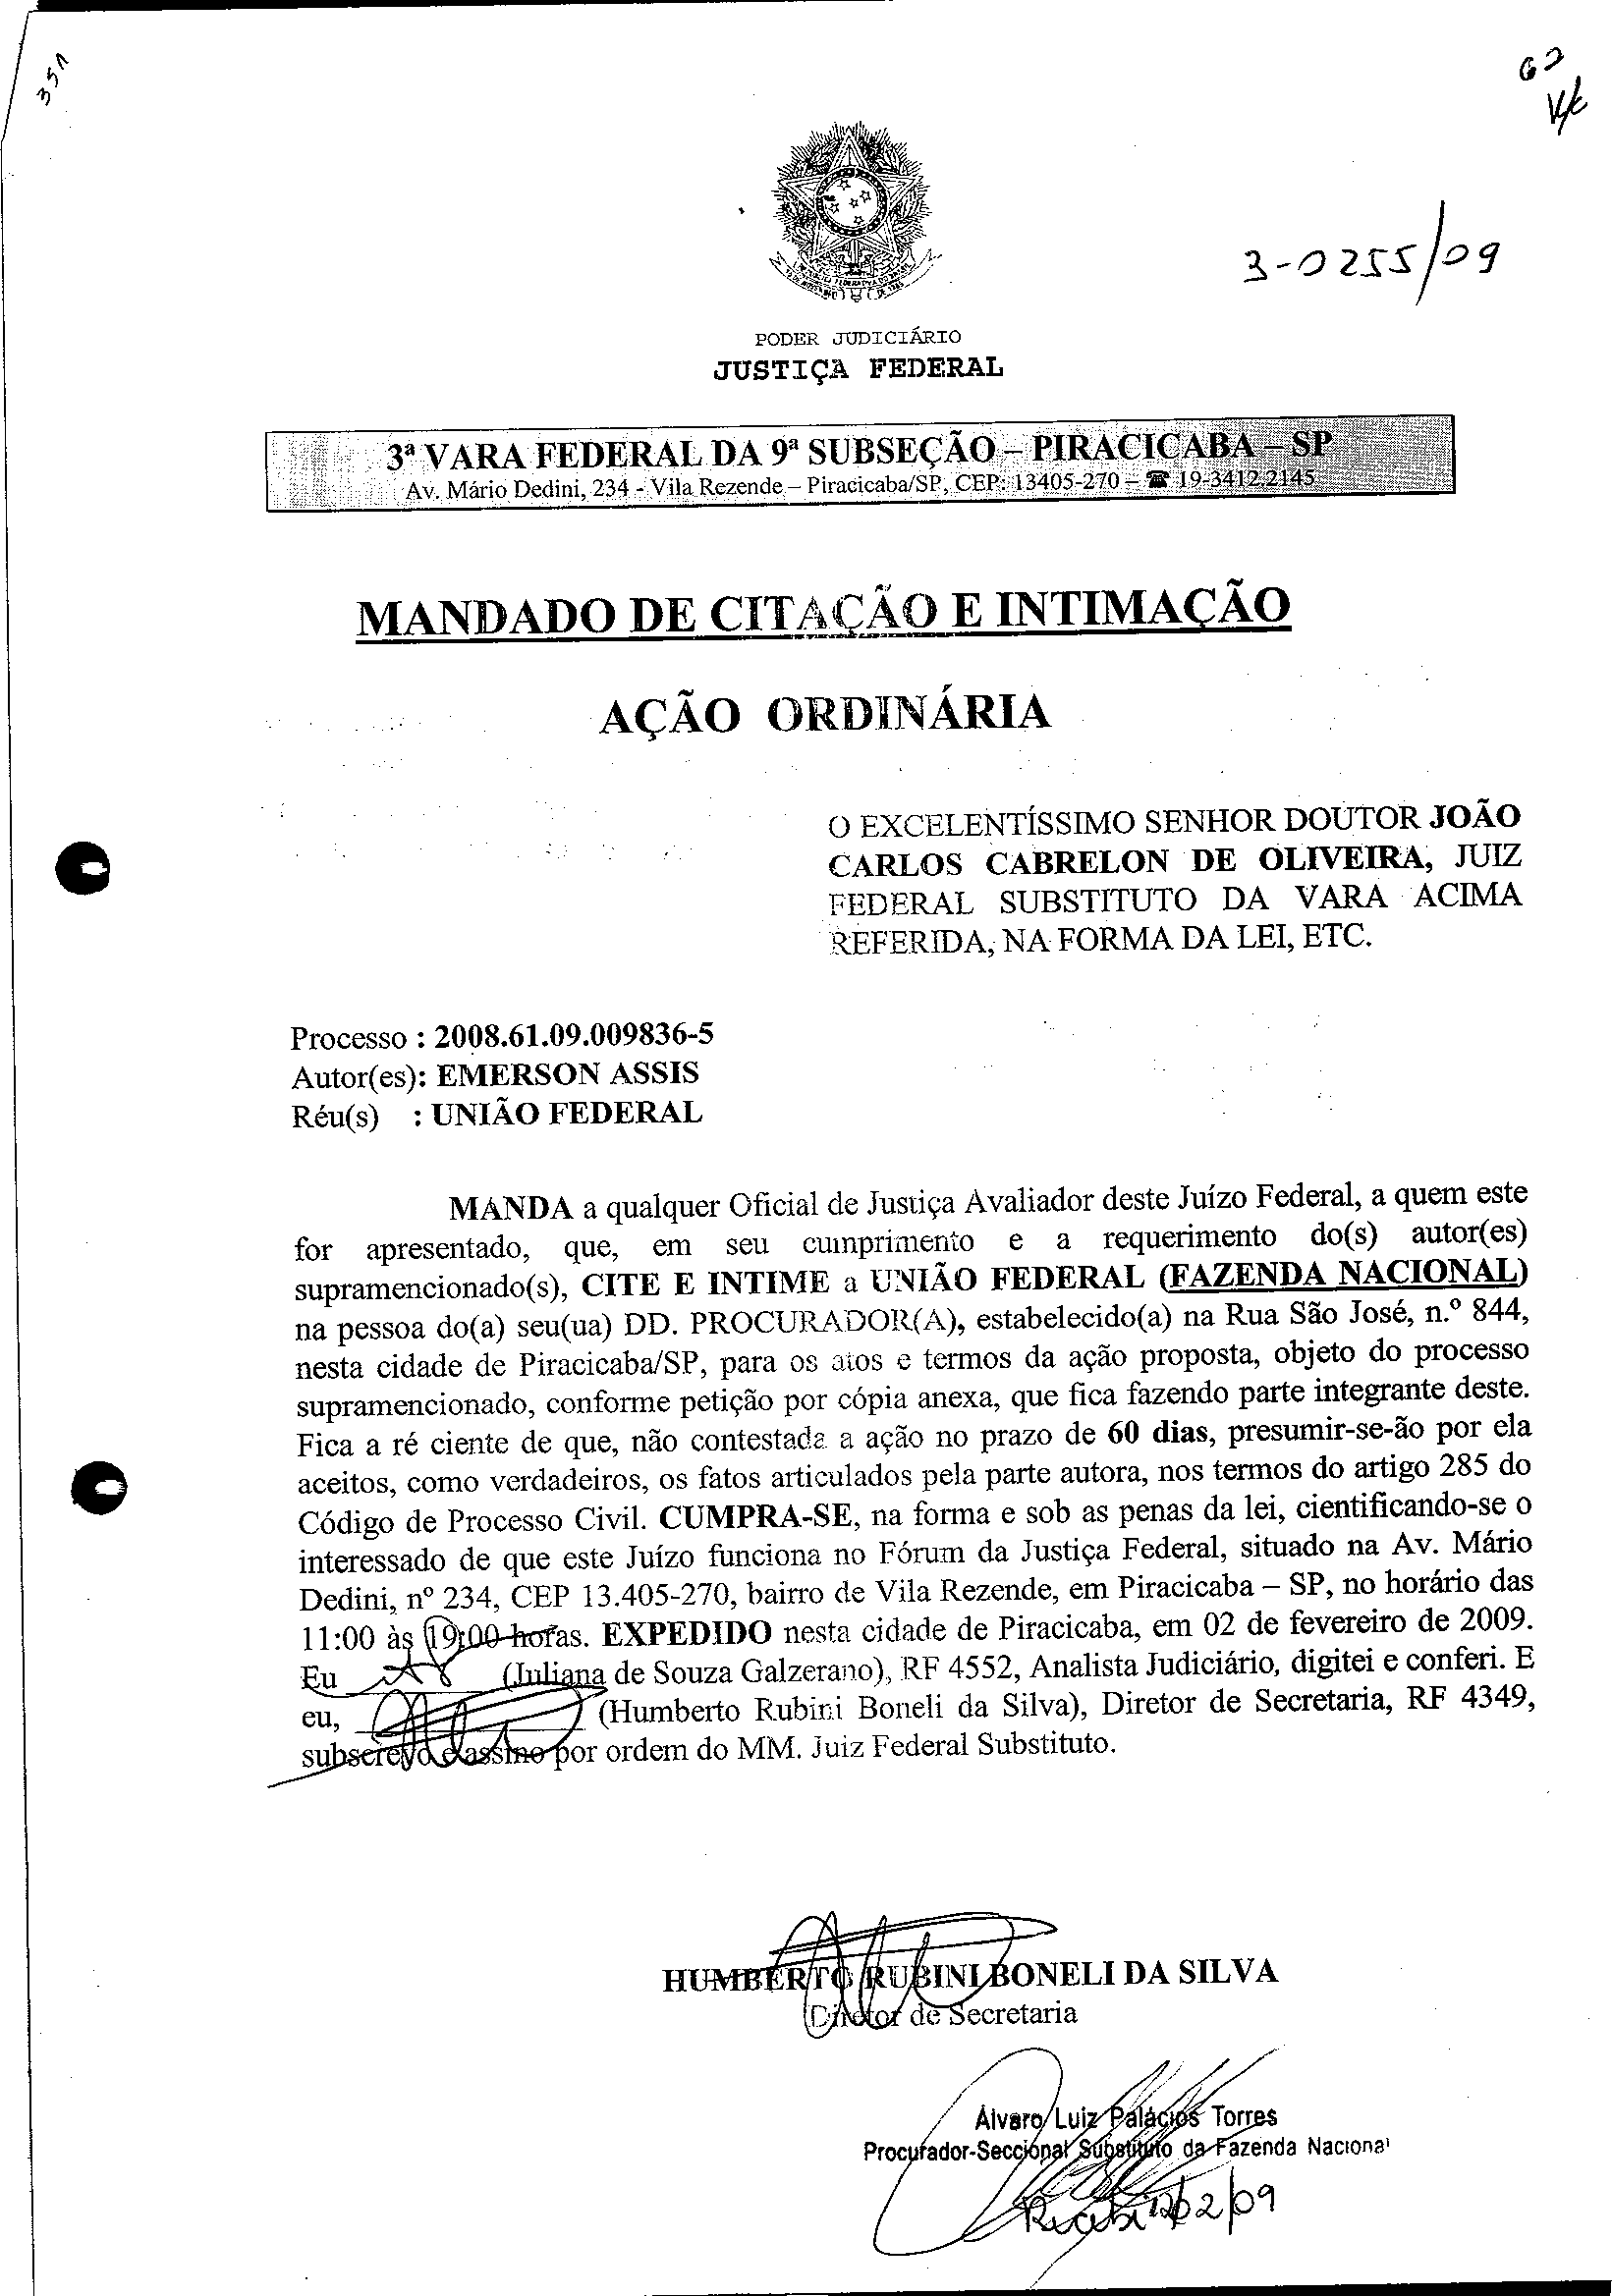 351
3-0255/09
PODER JUDICIÁRIO
JUSTIÇA FEDERAL
3ª VARA FEDERAL DA 9ª SUBSEÇÃO – PIRACICABA – SP
Av. Mário Dedini, 234 - Vila Rezende – Piracicaba/SP, CEP: 13405-270 – ☎ 19-3412.2145
MANDADO DE CITAÇÃO E INTIMAÇÃO
AÇÃO ORDINÁRIA
O EXCELENTÍSSIMO SENHOR DOUTOR JOÃO
CARLOS CABRELON DE OLIVEIRA, JUIZ
FEDERAL SUBSTITUTO DA VARA ACIMA
REFERIDA, NA FORMA DA LEI, ETC.
Processo : 2008.61.09.009836-5
Autor(es): EMERSON ASSIS
Réu(s) : UNIÃO FEDERAL
MANDA a qualquer Oficial de Justiça Avaliador deste Juízo Federal, a quem este
for apresentado, que, em seu cumprimento e a requerimento do(s) autor(es)
supramencionado(s), CITE E INTIME a UNIÃO FEDERAL (FAZENDA NACIONAL)
na pessoa do(a) seu(ua) DD. PROCURADOR(A), estabelecido(a) na Rua São José, n.º 844,
nesta cidade de Piracicaba/SP, para os atos e termos da ação proposta, objeto do processo
supramencionado, conforme petição por cópia anexa, que fica fazendo parte integrante deste.
Fica a ré ciente de que, não contestada a ação no prazo de 60 dias, presumir-se-ão por ela
aceitos, como verdadeiros, os fatos articulados pela parte autora, nos termos do artigo 285 do
Código de Processo Civil. CUMPRA-SE, na forma e sob as penas da lei, cientificando-se o
interessado de que este Juízo funciona no Fórum da Justiça Federal, situado na Av. Mário
Dedini, nº 234, CEP 13.405-270, bairro de Vila Rezende, em Piracicaba – SP, no horário das
11:00 às 19:00 horas. EXPEDIDO nesta cidade de Piracicaba, em 02 de fevereiro de 2009.
Eu (Juliana de Souza Galzerano), RF 4552, Analista Judiciário, digitei e conferi. E
eu, (Humberto Rubini Boneli da Silva), Diretor de Secretaria, RF 4349,
subscrevo e assino por ordem do MM. Juiz Federal Substituto.
HUMBERTO RUBINI BONELI DA SILVA
Diretor de Secretaria
Álvaro Luiz Palácios Torres
Procurador-Seccional Substituto da Fazenda Nacional